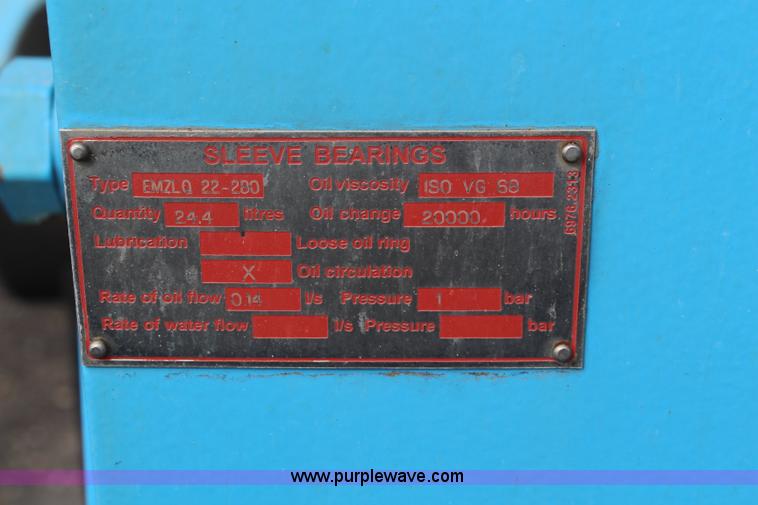 SLEEVE BEARINGS
Type EMZLQ 22-280 Oil viscosity ISO VG 68
Quantity 24.4 litres Oil change 20000 hours.
Lubrication Loose oil ring
X Oil circulation
Rate of oil flow 0.14 l/s Pressure 1 bar
Rate of water flow l/s Pressure bar
6976.2313
www.purplewave.com